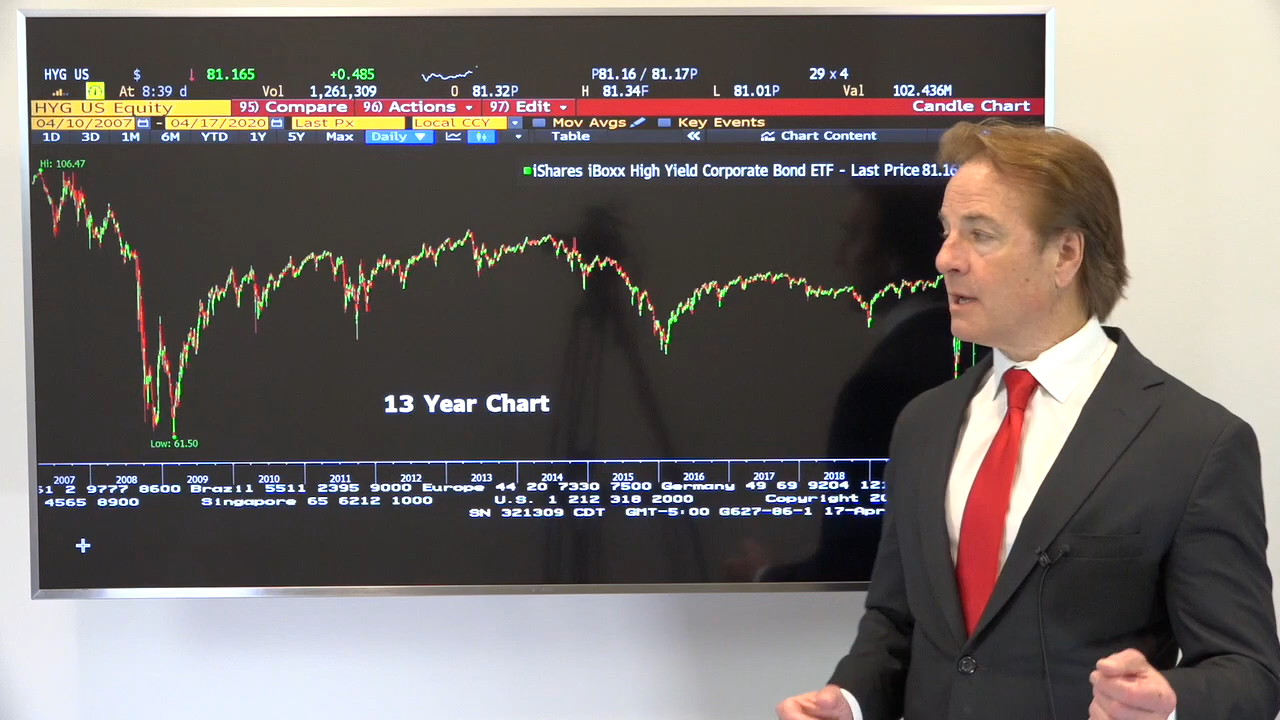 HYG US $ ↓ 81.165 +0.485 P81.16 / 81.17P 29 x 4
At 8:39 d Vol 1,261,309 O 81.32P H 81.34F L 81.01P Val 102.436M
HYG US Equity 95) Compare 96) Actions 97) Edit Candle Chart
04/10/2007 - 04/17/2020 Last Px Local CCY Mov Avgs Key Events
1D 3D 1M 6M YTD 1Y 5Y Max Daily Table « Chart Content
Hi: 106.47
iShares iBoxx High Yield Corporate Bond ETF - Last Price 81.16
13 Year Chart
Low: 61.50
2007 2008 2009 2010 2011 2012 2013 2014 2015 2016 2017 2018
2 9777 8600 Brazil 5511 2395 9000 Europe 44 20 7330 7500 Germany 49 69 9204
4565 8900 Singapore 65 6212 1000 U.S. 1 212 318 2000 Copyright 20
SN 321309 CDT GMT-5:00 G627-86-1 17-Apr